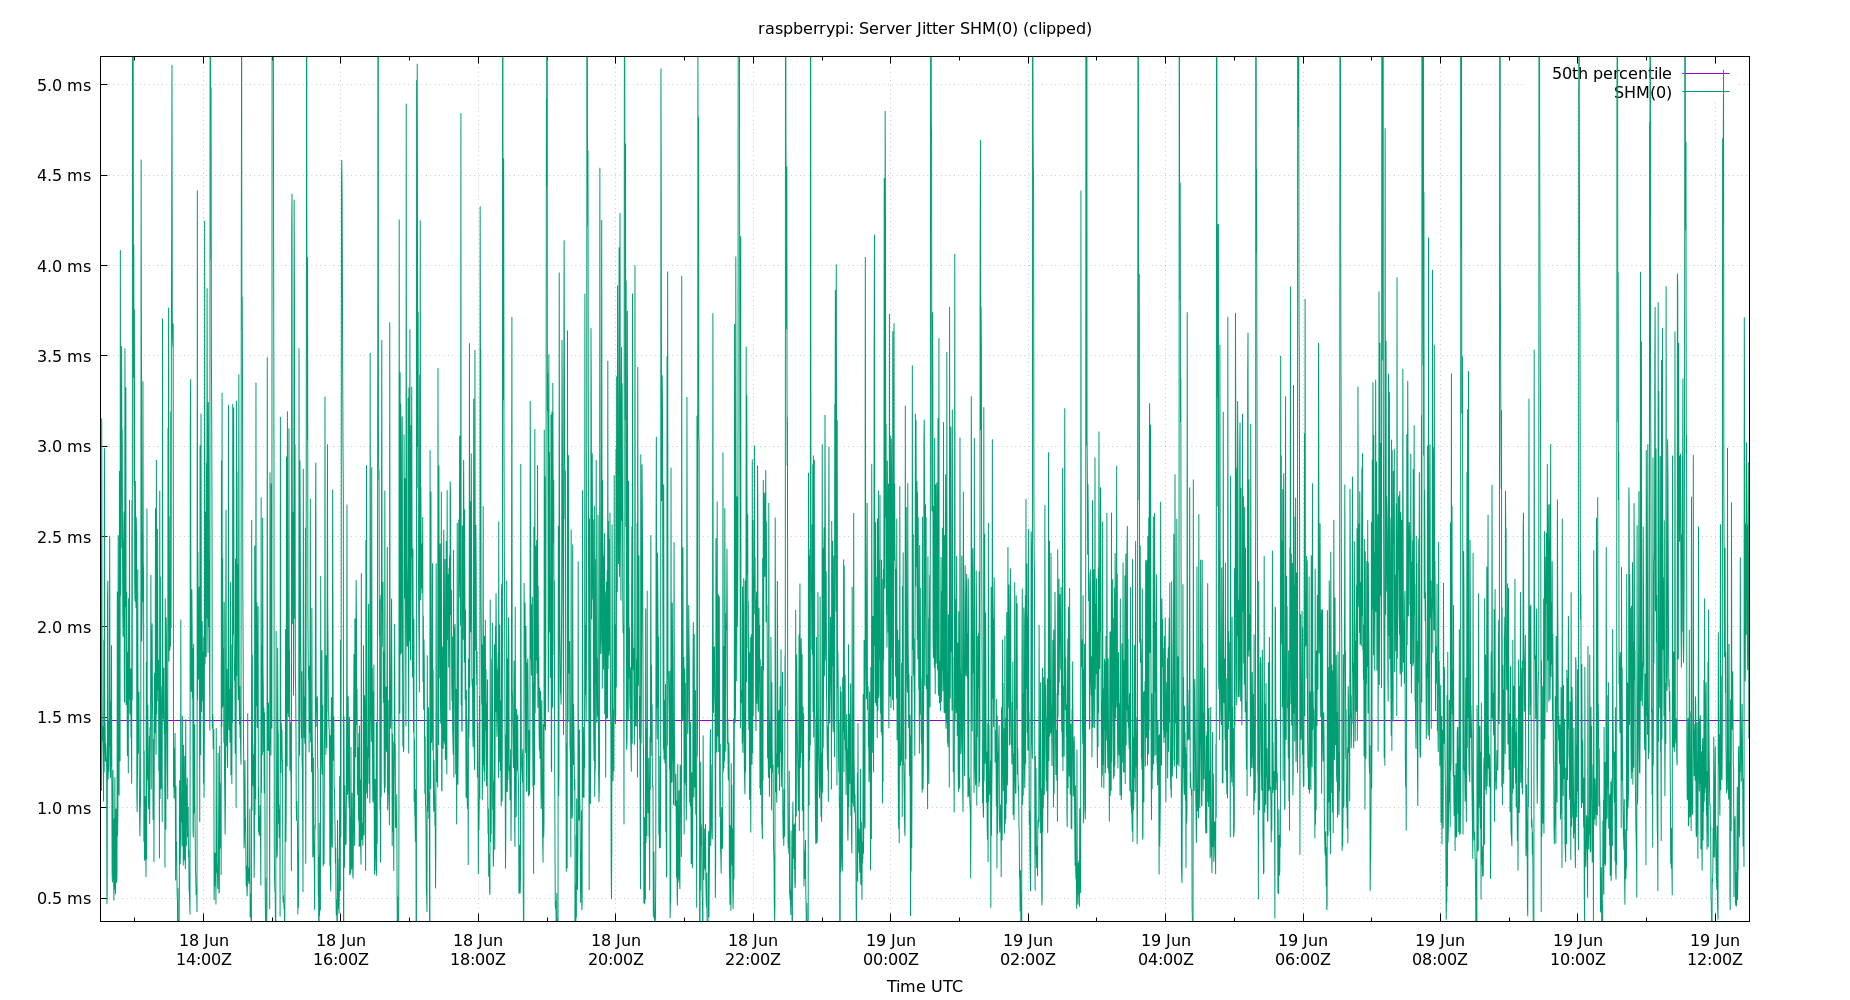 raspberrypi: Server Jitter SHM(0) (clipped)
50th percentile
SHM(0)
5.0 ms
4.5 ms
4.0 ms
3.5 ms
3.0 ms
2.5 ms
2.0 ms
1.5 ms
1.0 ms
0.5 ms
18 Jun 18 Jun 18 Jun 18 Jun 18 Jun 19 Jun 19 Jun 19 Jun 19 Jun 19 Jun 19 Jun 19 Jun
14:00Z 16:00Z 18:00Z 20:00Z 22:00Z 00:00Z 02:00Z 04:00Z 06:00Z 08:00Z 10:00Z 12:00Z
Time UTC